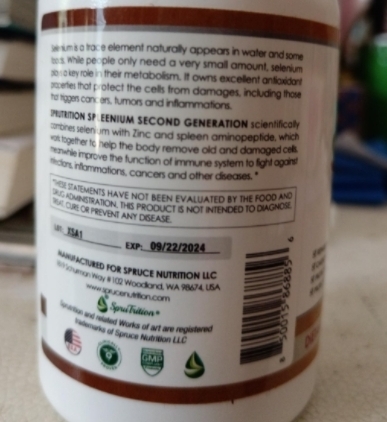 Selenium is a trace element naturally appears in water and some
foods. While people only need a very small amount, selenium
plays a key role in their metabolism. It owns excellent antioxidant
properties that protect the cells from damages, including those
that triggers cancers, tumors and inflammations.
SPRUTRITION SPLEENIUM SECOND GENERATION scientifically
combines selenium with Zinc and spleen aminopeptide, which
work together to help the body remove old and damaged cells,
meanwhile improve the function of immune system to fight against
infections, inflammations, cancers and other diseases. *
*THESE STATEMENTS HAVE NOT BEEN EVALUATED BY THE FOOD AND
DRUG ADMINISTRATION. THIS PRODUCT IS NOT INTENDED TO DIAGNOSE,
TREAT, CURE OR PREVENT ANY DISEASE.
EXP: 09/22/2024
MANUFACTURED FOR SPRUCE NUTRITION LLC
Schurman Way # 102 Woodland, WA 98674, USA
www.sprucenutrition.com
SpruTrition
Sprutrition and related Works of art are registered
trademarks of Spruce Nutrition LLC
GMP